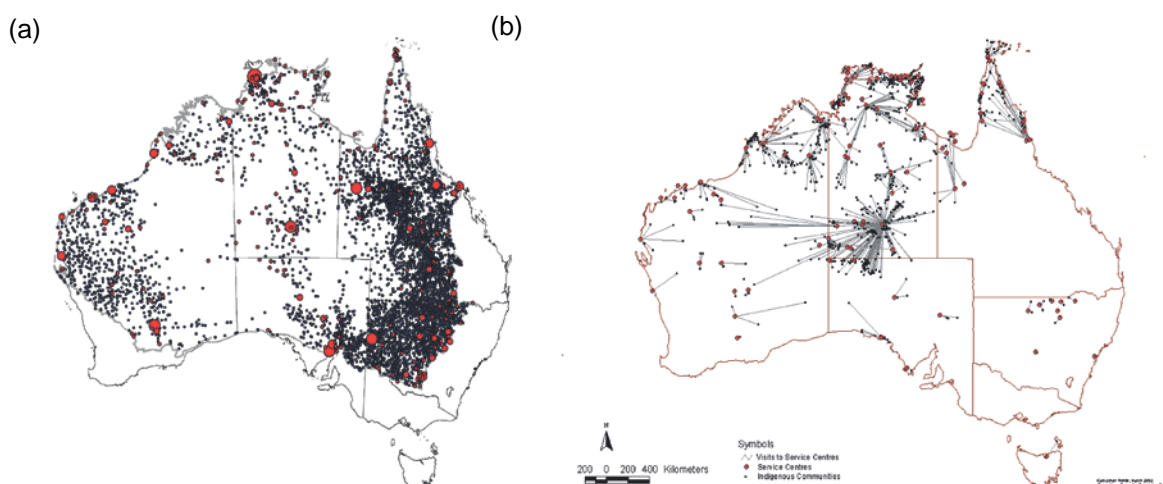 (a)
(b)
N
Symbols
Visits to Service Centres
Service Centres
Indigenous Communities
200 0 200 400 Kilometers